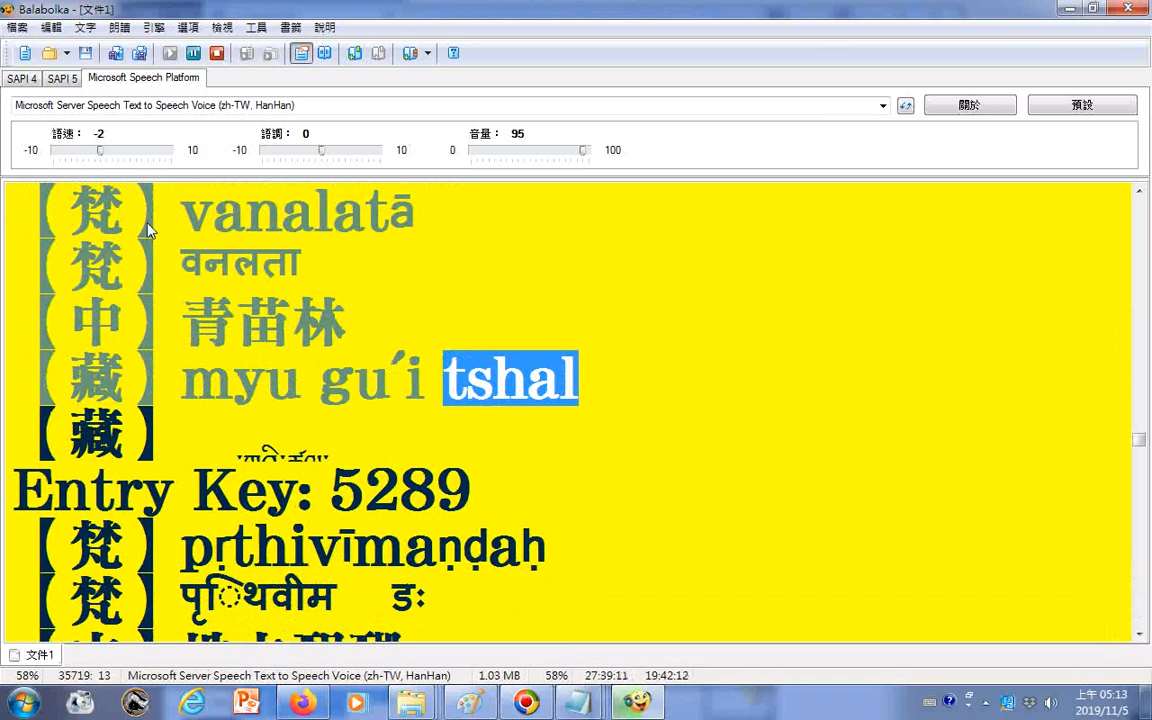 Balabolka - [文件1]
檔案 編輯 文字 朗讀 引擎 選項 檢視 工具 書籤 說明
SAPI 4 SAPI 5 Microsoft Speech Platform
Microsoft Server Speech Text to Speech Voice (zh-TW, HanHan) 關於 預設
語速： -2 語調： 0 音量： 95
-10 10 -10 10 0 100
【梵】 vanalatā
【梵】 वनलता
【中】 青苗林
【藏】 myu gu´i tshal
【藏】
Entry Key: 5289
【梵】 pṛthivīmaṇḍaḥ
【梵】 पृिथवीम डः
文件1
58% 35719: 13 Microsoft Server Speech Text to Speech Voice (zh-TW, HanHan) 1.03 MB 58% 27:39:11 19:42:12
上午 05:13
2019/11/5